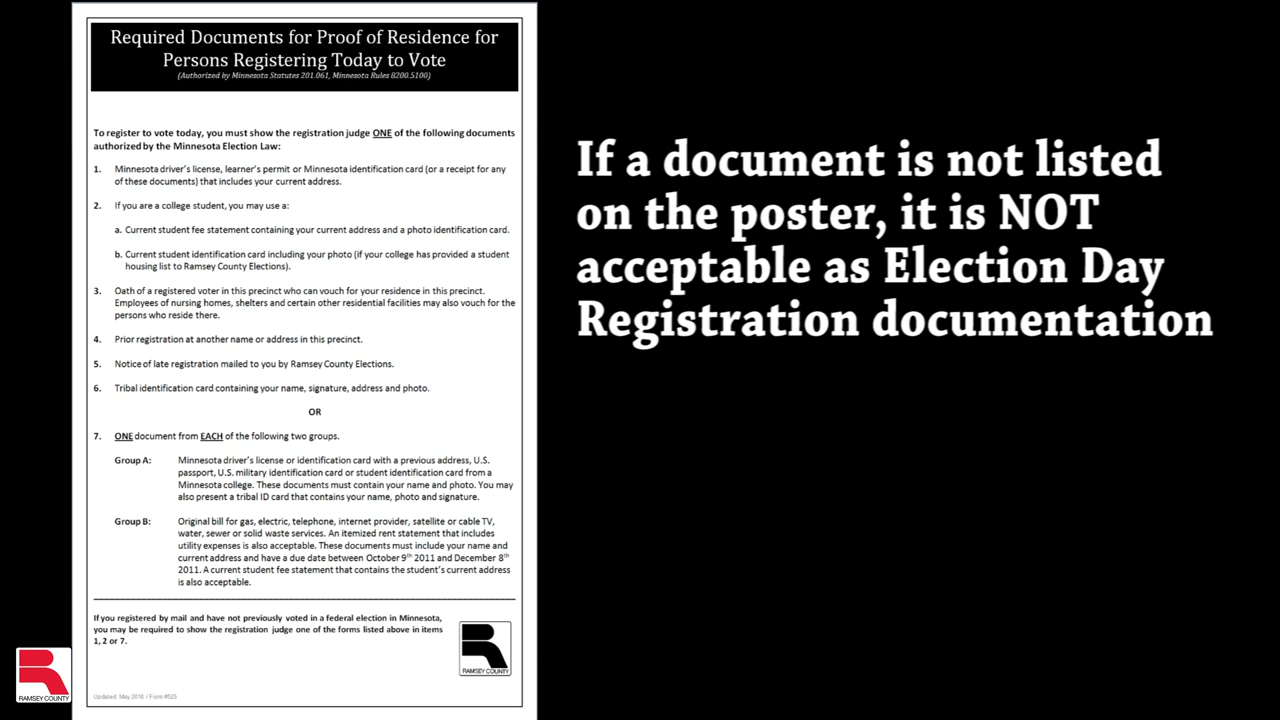 Required Documents for Proof of Residence for
Persons Registering Today to Vote
(Authorized by Minnesota Statutes 201.061, Minnesota Rules 8200.5100)
To register to vote today, you must show the registration judge ONE of the following documents
authorized by the Minnesota Election Law:
1. Minnesota driver's license, learner's permit or Minnesota identification card (or a receipt for any
of these documents) that includes your current address.
2. If you are a college student, you may use a:
a. Current student fee statement containing your current address and a photo identification card.
b. Current student identification card including your photo (if your college has provided a student
housing list to Ramsey County Elections).
3. Oath of a registered voter in this precinct who can vouch for your residence in this precinct.
Employees of nursing homes, shelters and certain other residential facilities may also vouch for the
persons who reside there.
4. Prior registration at another name or address in this precinct.
5. Notice of late registration mailed to you by Ramsey County Elections.
6. Tribal identification card containing your name, signature, address and photo.
OR
7. ONE document from EACH of the following two groups.
Group A: Minnesota driver's license or identification card with a previous address, U.S.
passport, U.S. military identification card or student identification card from a
Minnesota college. These documents must contain your name and photo. You may
also present a tribal ID card that contains your name, photo and signature.
Group B: Original bill for gas, electric, telephone, internet provider, satellite or cable TV,
water, sewer or solid waste services. An itemized rent statement that includes
utility expenses is also acceptable. These documents must include your name and
current address and have a due date between October 9th 2011 and December 8th
2011. A current student fee statement that contains the student's current address
is also acceptable.
If you registered by mail and have not previously voted in a federal election in Minnesota,
you may be required to show the registration judge one of the forms listed above in items
1, 2 or 7.
RAMSEY COUNTY
Updated: May 2010 / Form #525
RAMSEY COUNTY
If a document is not listed
on the poster, it is NOT
acceptable as Election Day
Registration documentation